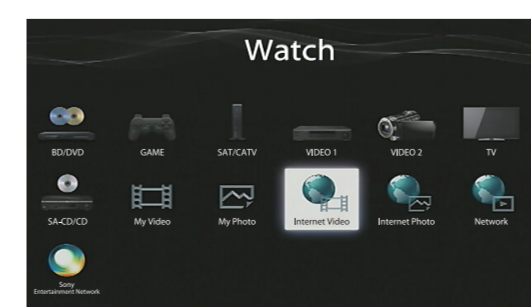 Watch
BD/DVD
GAME
SAT/CATV
VIDEO 1
VIDEO 2
TV
SA-CD/CD
My Video
My Photo
Internet Video
Internet Photo
Network
Sony
Entertainment Network